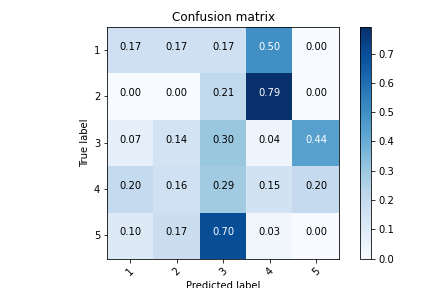 Confusion matrix
1 0.17 0.17 0.17 0.50 0.00
2 0.00 0.00 0.21 0.79 0.00
3 0.07 0.14 0.30 0.04 0.44
4 0.20 0.16 0.29 0.15 0.20
5 0.10 0.17 0.70 0.03 0.00
True label
1 2 3 4 5
Predicted label
0.7
0.6
0.5
0.4
0.3
0.2
0.1
0.0